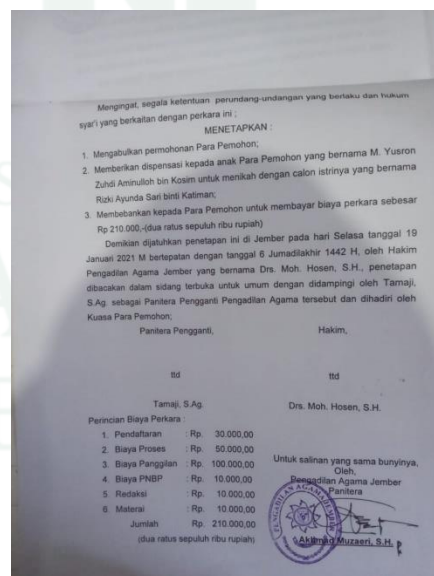 Mengingat, segala ketentuan perundang-undangan yang berlaku dan hukum
syar'i yang berkaitan dengan perkara ini ;
MENETAPKAN :
1. Mengabulkan permohonan Para Pemohon;
2. Memberikan dispensasi kepada anak Para Pemohon yang bernama M. Yusron
Zuhdi Aminulloh bin Kosim untuk menikah dengan calon istrinya yang bernama
Rizki Ayunda Sari binti Katiman;
3. Membebankan kepada Para Pemohon untuk membayar biaya perkara sebesar
Rp 210.000,-(dua ratus sepuluh ribu rupiah)
Demikian dijatuhkan penetapan ini di Jember pada hari Selasa tanggal 19
Januari 2021 M bertepatan dengan tanggal 6 Jumadilakhir 1442 H, oleh Hakim
Pengadilan Agama Jember yang bernama Drs. Moh. Hosen, S.H., penetapan
dibacakan dalam sidang terbuka untuk umum dengan didampingi oleh Tamaji,
S.Ag. sebagai Panitera Pengganti Pengadilan Agama tersebut dan dihadiri oleh
Kuasa Para Pemohon;
Panitera Pengganti, Hakim,
ttd ttd
Tamaji, S.Ag. Drs. Moh. Hosen, S.H.
Perincian Biaya Perkara :
1. Pendaftaran : Rp. 30.000,00
2. Biaya Proses : Rp. 50.000,00
3. Biaya Panggilan : Rp. 100.000,00
4. Biaya PNBP : Rp. 10.000,00
5. Redaksi : Rp. 10.000,00
6. Materai : Rp. 10.000,00
Jumlah Rp. 210.000,00
(dua ratus sepuluh ribu rupiah)
Untuk salinan yang sama bunyinya,
Oleh,
Pengadilan Agama Jember
Panitera
Akhmad Muzaeri, S.H.